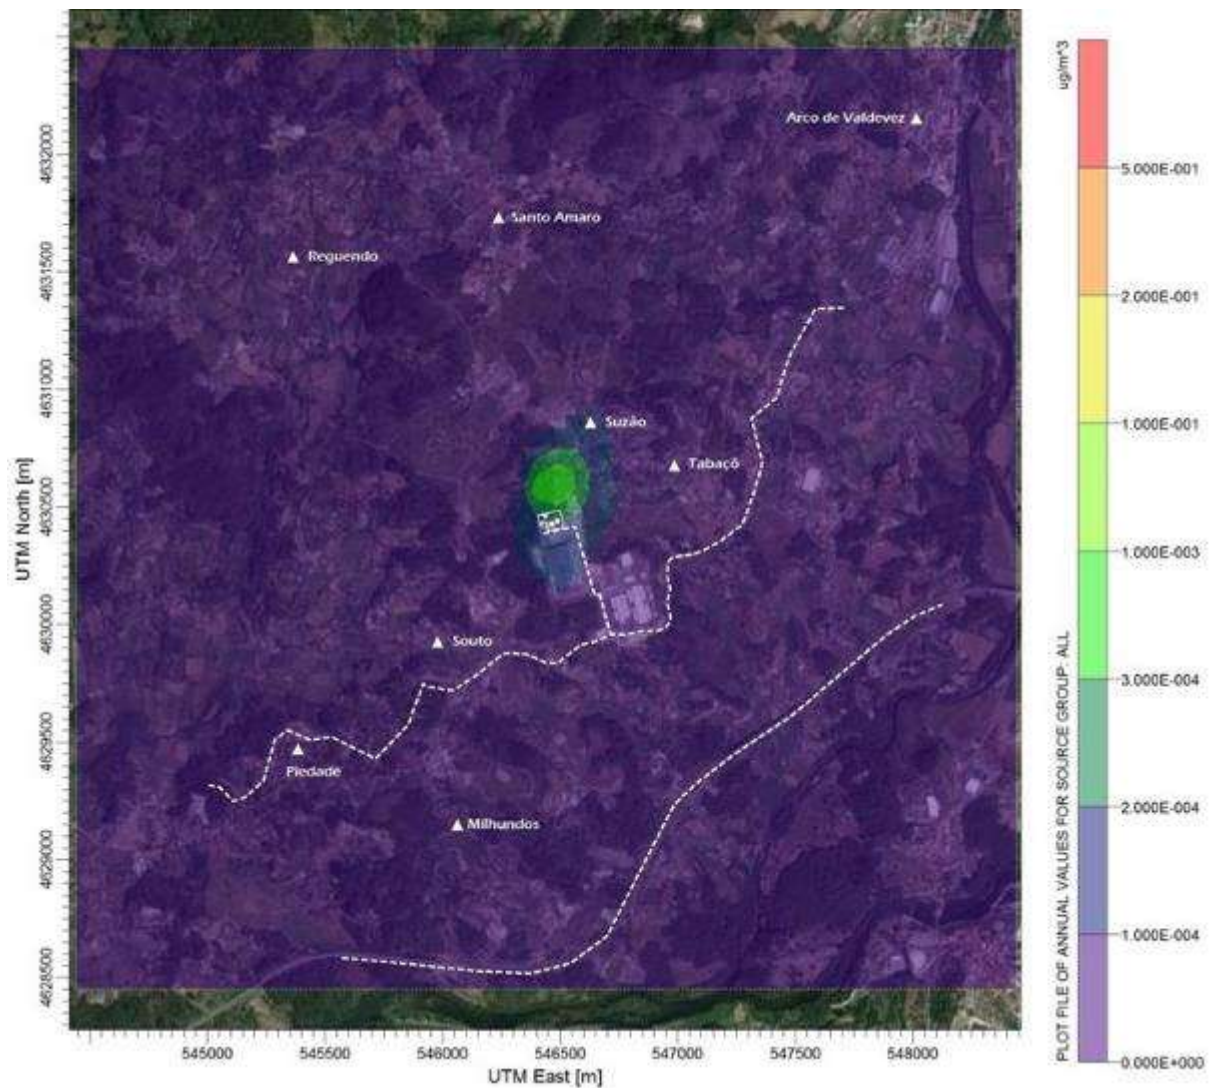 ug/m^3
Arco de Valdevez
Santo Amaro
Reguendo
Suzão
Tabaçô
Souto
Piedade
Milhundos
UTM North [m]
4632000
4631500
4631000
4630500
4630000
4629500
4629000
4628500
545000 545500 546000 546500 547000 547500 548000
UTM East [m]
5.000E-001
2.000E-001
1.000E-001
1.000E-003
3.000E-004
2.000E-004
1.000E-004
0.000E+000
PLOT FILE OF ANNUAL VALUES FOR SOURCE GROUP: ALL